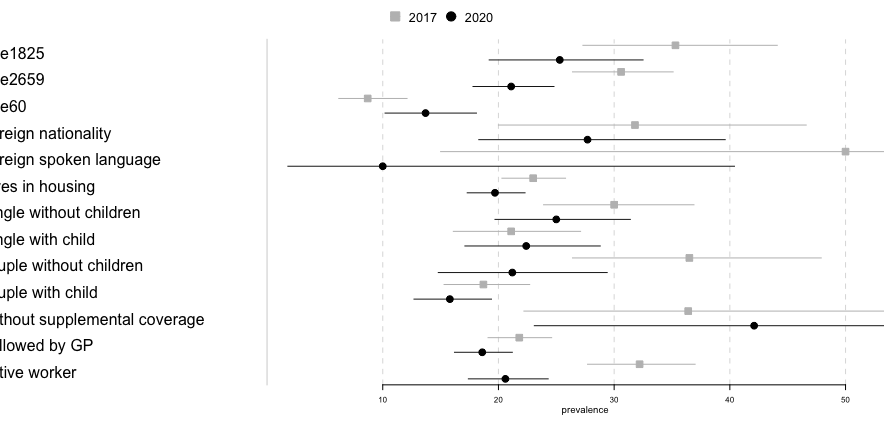 2017 2020
e1825
e2659
e60
reign nationality
reign spoken language
es in housing
ngle without children
ngle with child
uple without children
uple with child
thout supplemental coverage
llowed by GP
tive worker
10 20 30 40 50
prevalence